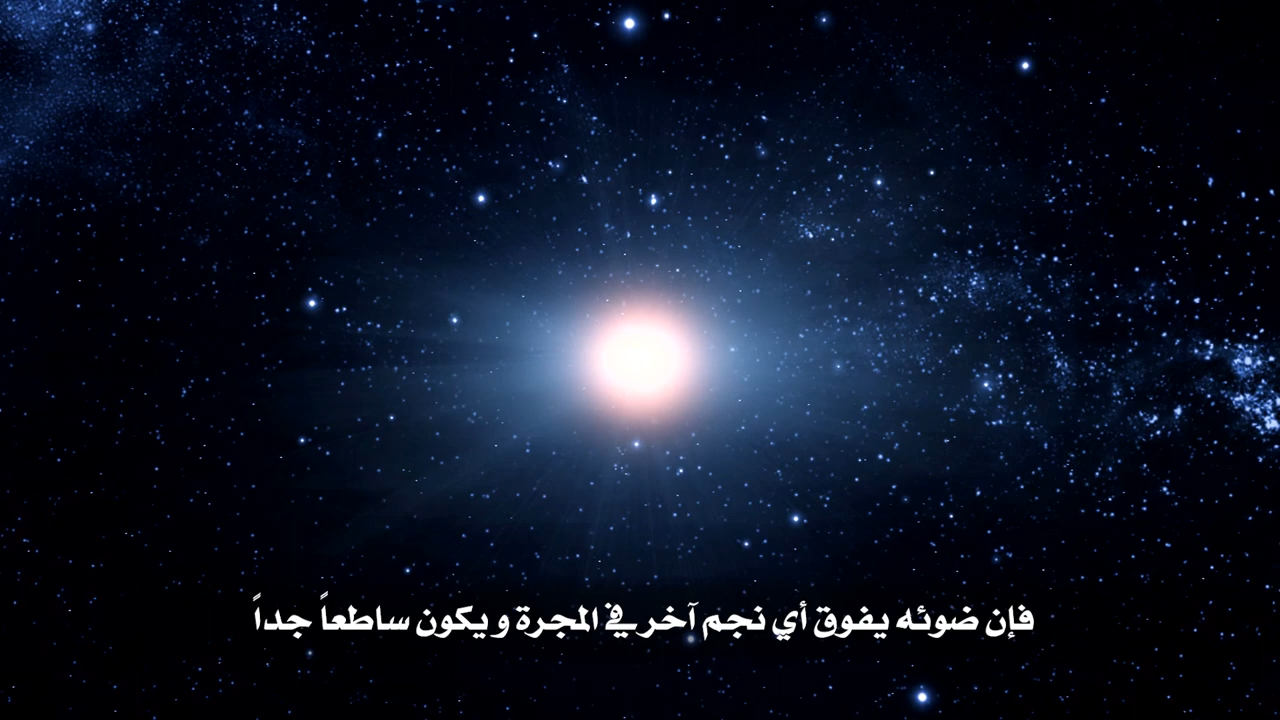 فإن ضوئه يفوق أي نجم آخر في المجرة و يكون ساطعاً جداً